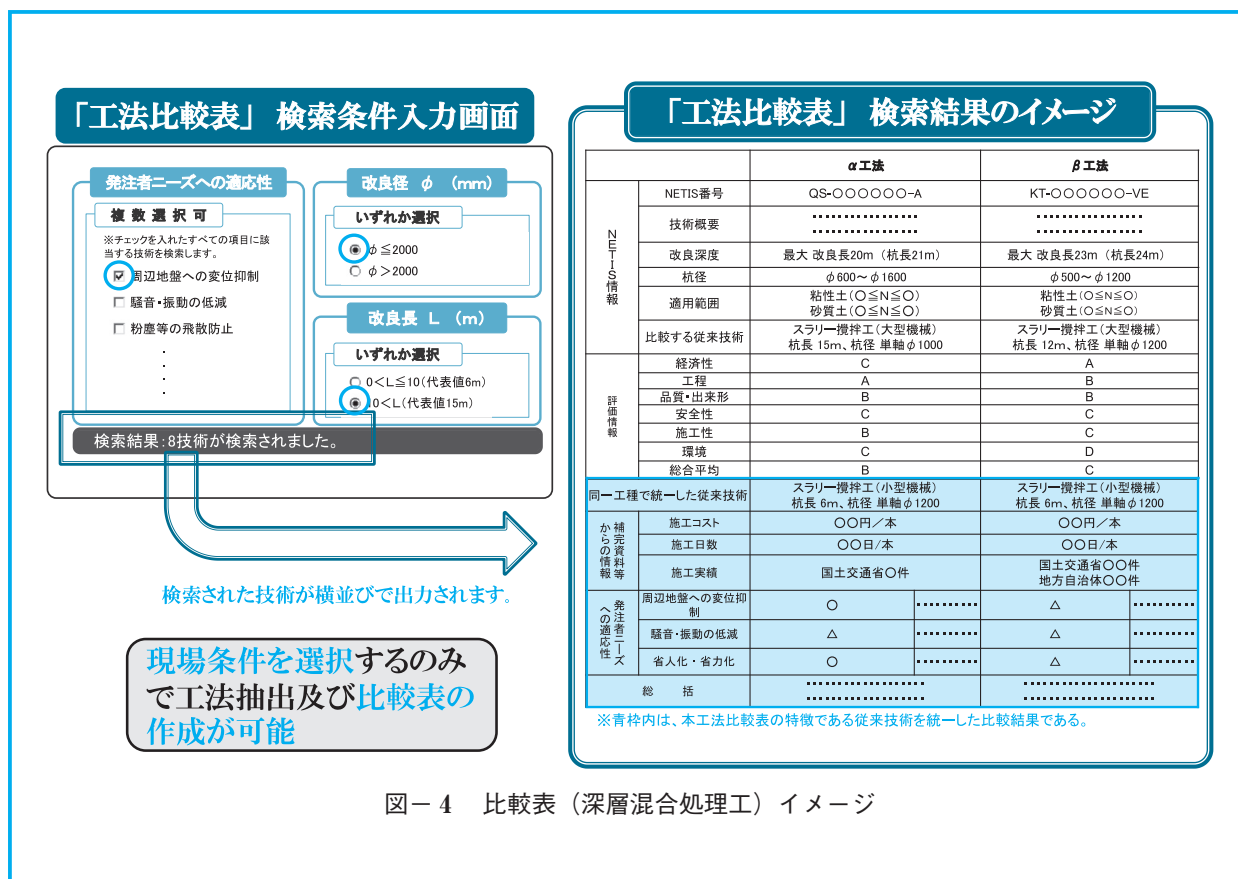 「工法比較表」 検索条件入力画面
発注者ニーズへの適応性
複数選択可
※チェックを入れたすべての項目に該
当する技術を検索します。
周辺地盤への変位抑制
騒音・振動の低減
粉塵等の飛散防止
改良径 φ (mm)
いずれか選択
φ≦2000
φ>2000
改良長 L (m)
いずれか選択
0<L≦10(代表値6m)
10<L(代表値15m)
検索結果:8技術が検索されました。
検索された技術が横並びで出力されます。
現場条件を選択するのみ
で工法抽出及び比較表の
作成が可能
「工法比較表」 検索結果のイメージ
α工法 β工法
NETIS情報
NETIS番号 QS-〇〇〇〇〇〇-A KT-〇〇〇〇〇〇-VE
技術概要
改良深度 最大 改良長20m (杭長21m) 最大 改良長23m (杭長24m)
杭径 φ600~φ1600 φ500~φ1200
適用範囲 粘性土(〇≦N≦〇) 粘性土(〇≦N≦〇)
砂質土(〇≦N≦〇) 砂質土(〇≦N≦〇)
比較する従来技術 スラリー攪拌工(大型機械) スラリー攪拌工(大型機械)
杭長 15m、杭径 単軸φ1000 杭長 12m、杭径 単軸φ1200
評価情報
経済性 C A
工程 A B
品質・出来形 B B
安全性 C C
施工性 B C
環境 C D
総合平均 B C
同一工種で統一した従来技術 スラリー攪拌工(小型機械) スラリー攪拌工(小型機械)
杭長 6m、杭径 単軸φ1200 杭長 6m、杭径 単軸φ1200
補完資料等
からの情報
施工コスト 〇〇円/本 〇〇円/本
施工日数 〇〇日/本 〇〇日/本
施工実績 国土交通省〇件 国土交通省〇〇件
地方自治体〇〇件
発注者ニーズ
への適応性
周辺地盤への変位抑 〇 △
制
騒音・振動の低減 △ △
省人化・省力化 〇 △
総 括
※青枠内は、本工法比較表の特徴である従来技術を統一した比較結果である。
図-4 比較表(深層混合処理工)イメージ